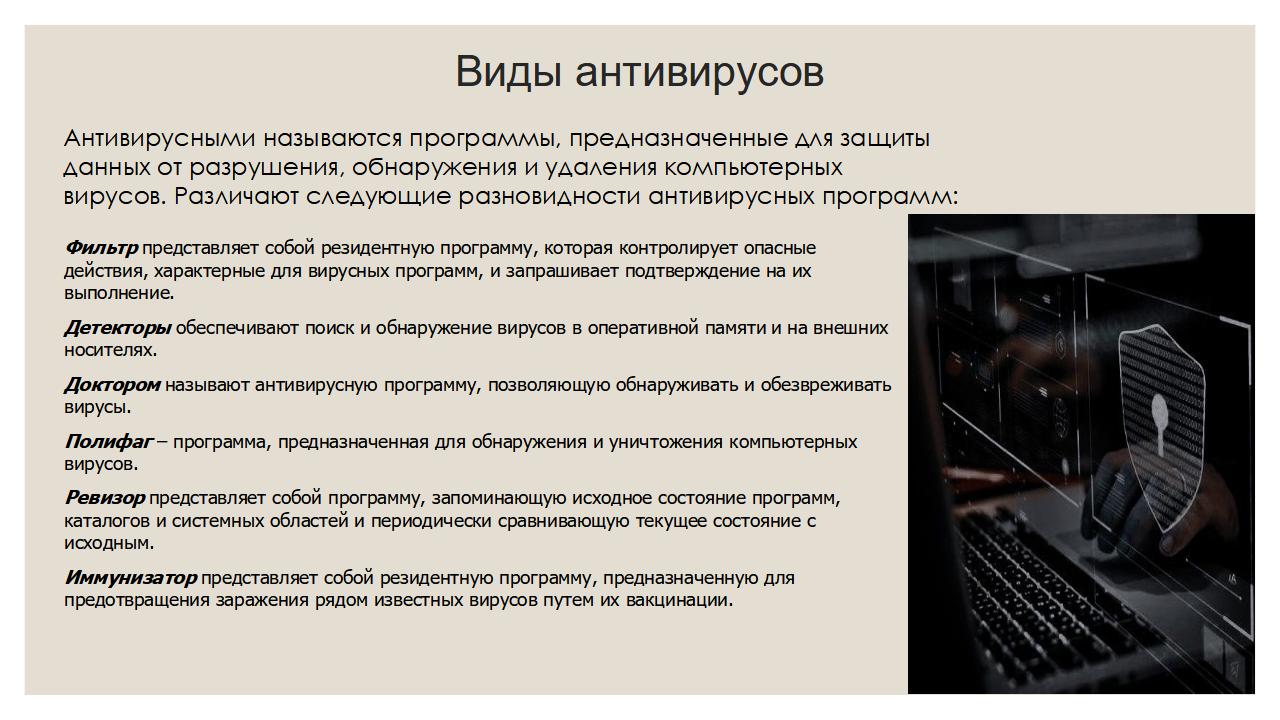 Виды антивирусов
Антивирусными называются программы, предназначенные для защиты
данных от разрушения, обнаружения и удаления компьютерных
вирусов. Различают следующие разновидности антивирусных программ:
Фильтр представляет собой резидентную программу, которая контролирует опасные
действия, характерные для вирусных программ, и запрашивает подтверждение на их
выполнение.
Детекторы обеспечивают поиск и обнаружение вирусов в оперативной памяти и на внешних
носителях.
Доктором называют антивирусную программу, позволяющую обнаруживать и обезвреживать
вирусы.
Полифаг – программа, предназначенная для обнаружения и уничтожения компьютерных
вирусов.
Ревизор представляет собой программу, запоминающую исходное состояние программ,
каталогов и системных областей и периодически сравнивающую текущее состояние с
исходным.
Иммунизатор представляет собой резидентную программу, предназначенную для
предотвращения заражения рядом известных вирусов путем их вакцинации.